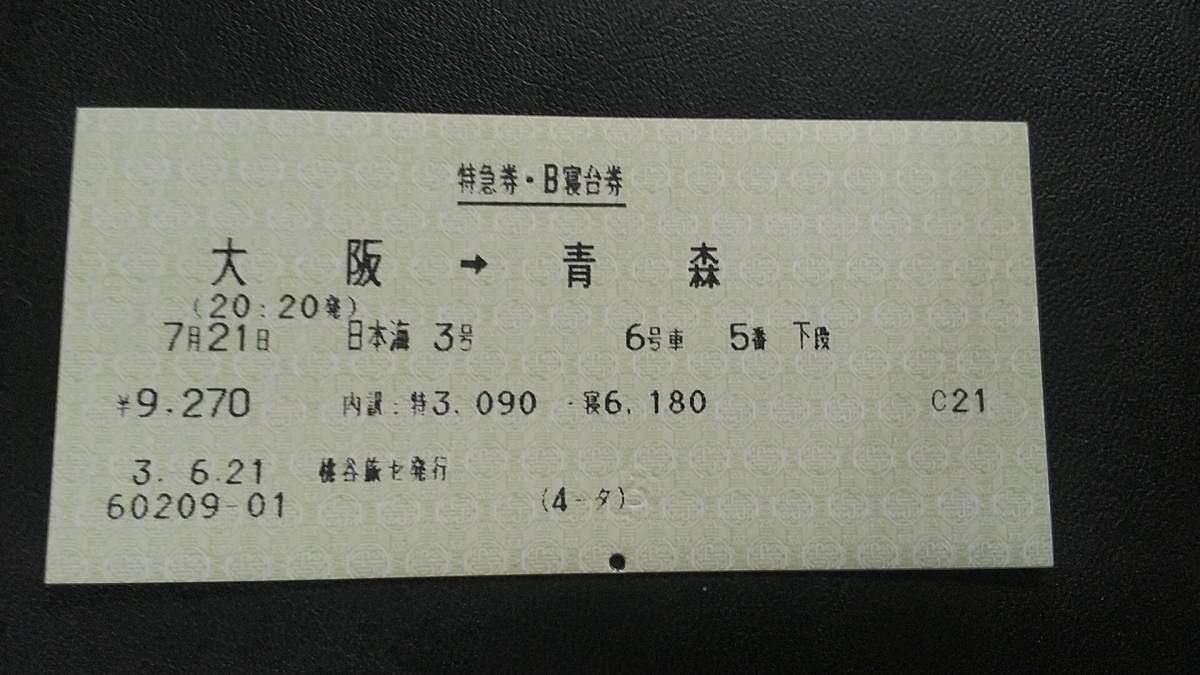 特急券・B寝台券
大 阪 → 青 森
(20:20発)
7月21日 日本海 3号 6号車 5番 下段
¥9.270 内訳:特3.090 ・寝6.180 C21
3. 6.21 桃谷旅セ発行
60209-01 (4-タ)